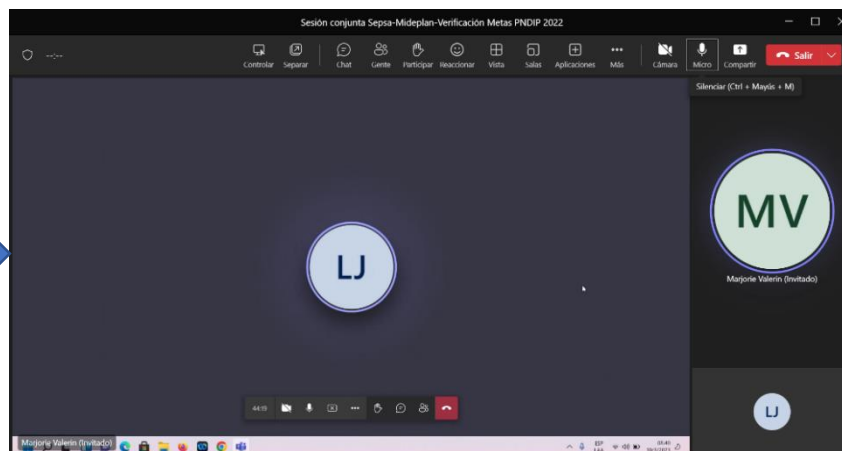 Sesión conjunta Sepsa-Mideplan-Verificación Metas PNDIP 2022
--:--
Controlar Separar Chat Gente Participar Reaccionar Vista Salas Aplicaciones Más Cámara Micro Compartir Salir
Silenciar (Ctrl + Mayús + M)
MV
Marjorie Valerin (Invitado)
LJ
44:19
LJ
Marjorie Valerin (Invitado)
ESP